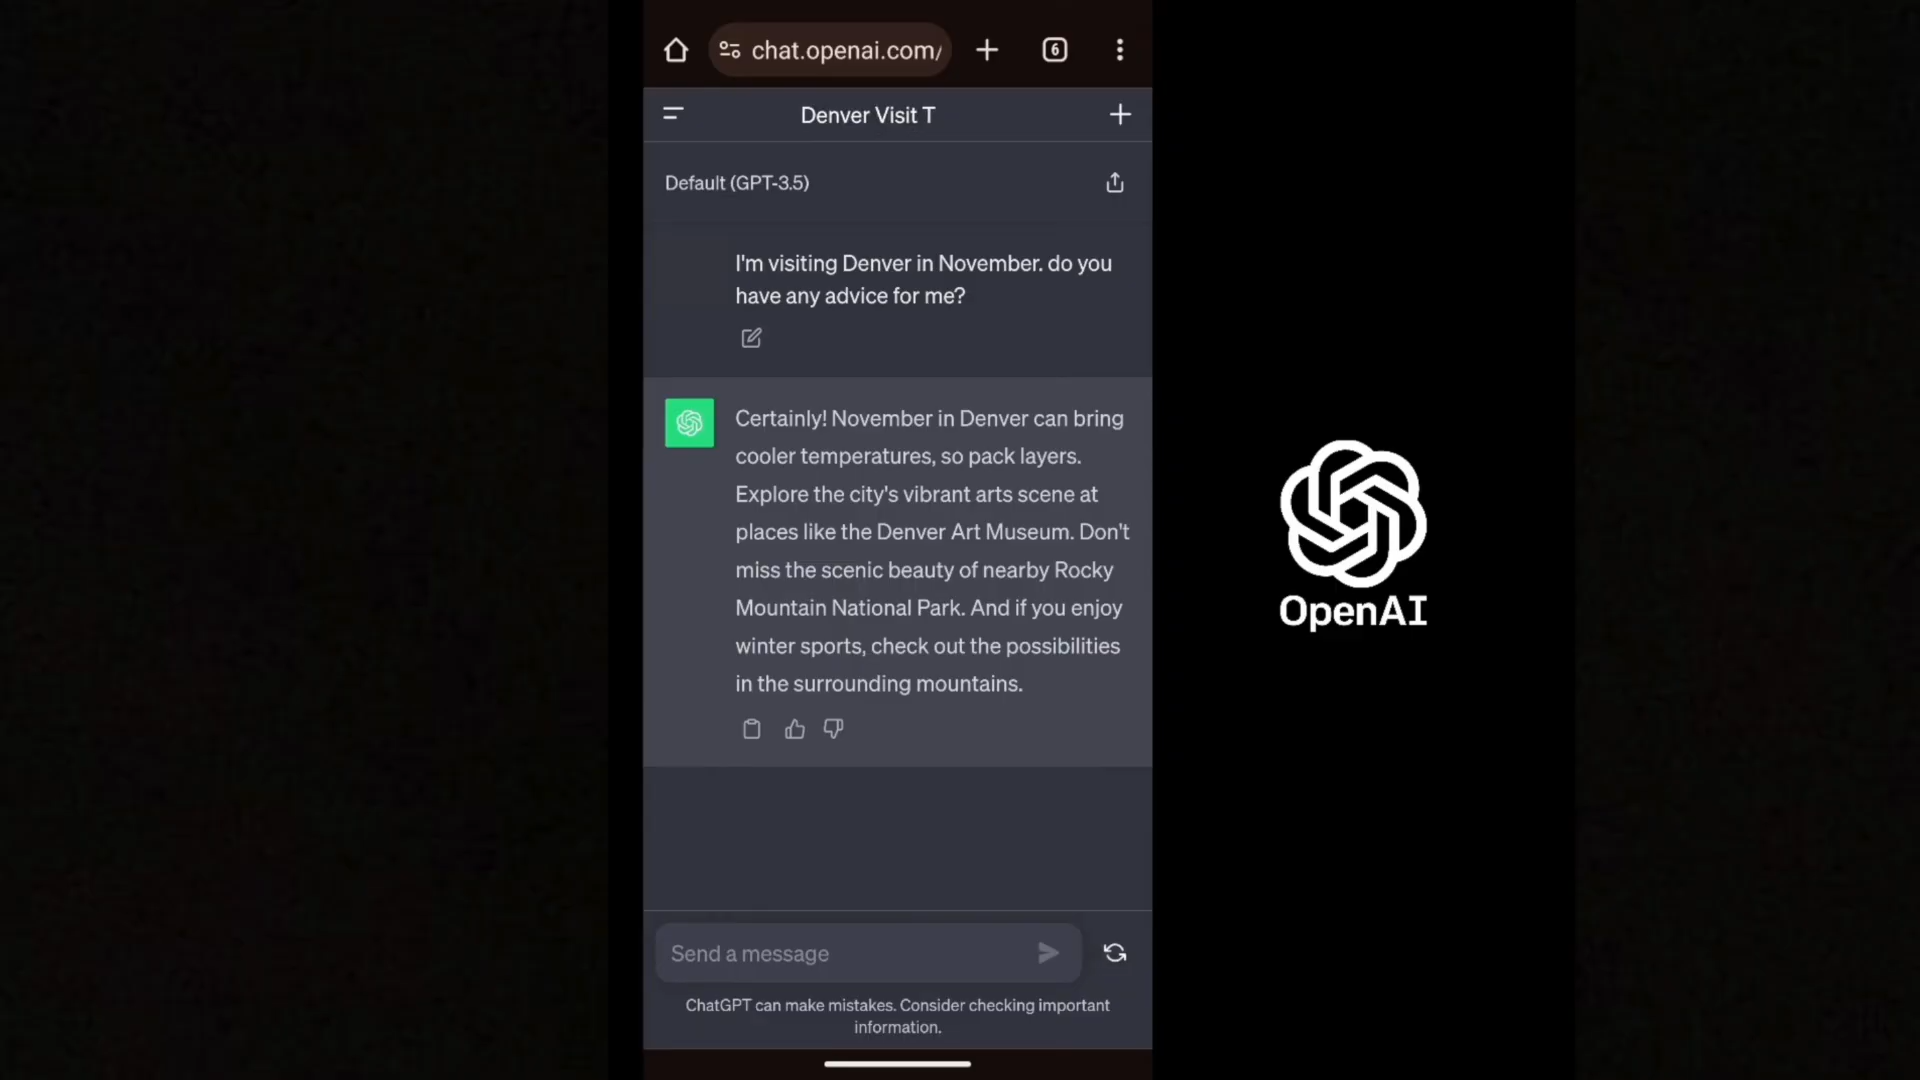 6
chat.openai.com/
Denver Visit T
Default (GPT-3.5)
I'm visiting Denver in November. do you
have any advice for me?
Certainly! November in Denver can bring
cooler temperatures, so pack layers.
Explore the city's vibrant arts scene at
places like the Denver Art Museum. Don't
miss the scenic beauty of nearby Rocky
Mountain National Park. And if you enjoy
winter sports, check out the possibilities
in the surrounding mountains.
Send a message
ChatGPT can make mistakes. Consider checking important
information.
OpenAI